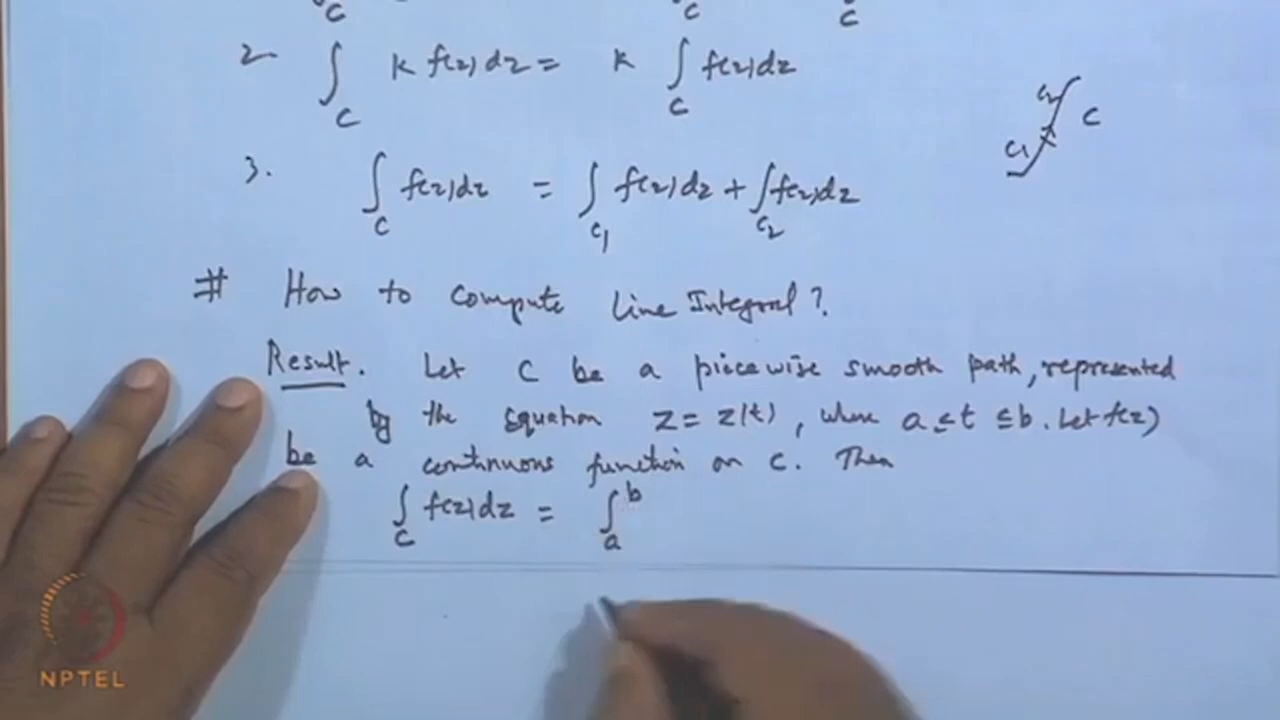 C C C
2. ∫_C k f(z) dz = k ∫_C f(z) dz
C2 C
C1
3. ∫_C f(z) dz = ∫_C1 f(z) dz + ∫_C2 f(z) dz
# How to compute Line Integral?
Result. Let C be a piecewise smooth path, represented
by the equation z = z(t), where a ≤ t ≤ b. Let f(z)
be a continuous function on C. Then
∫_C f(z) dz = ∫_a^b
NPTEL